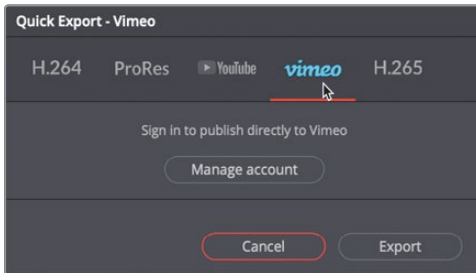 Quick Export - Vimeo
H.264 ProRes YouTube vimeo H.265
Sign in to publish directly to Vimeo
Manage account
Cancel Export